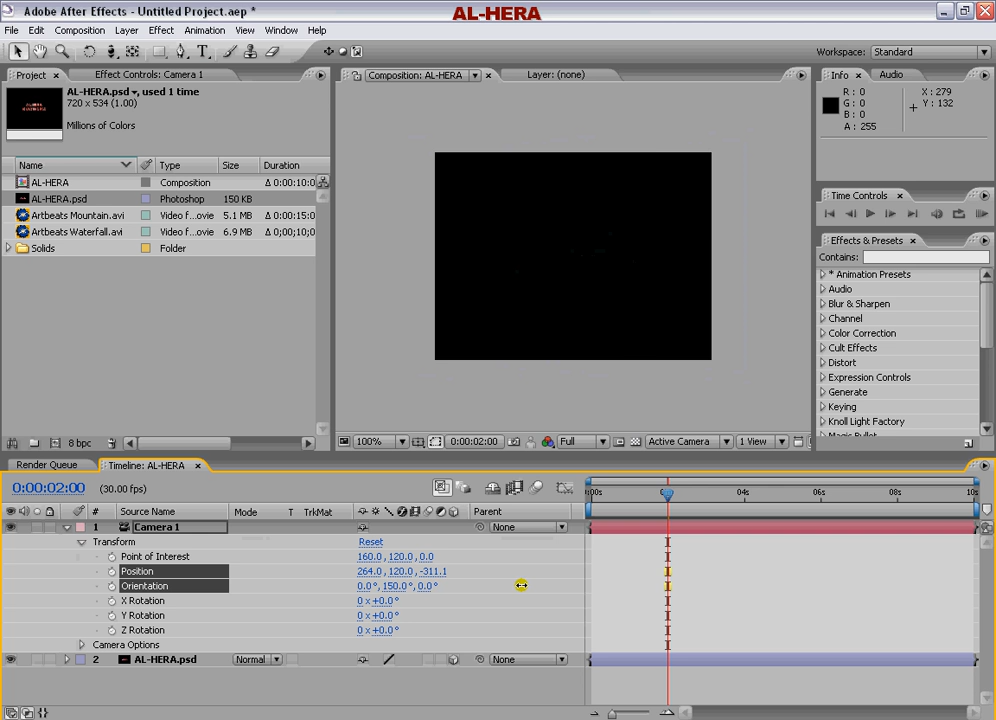 Adobe After Effects - Untitled Project.aep *
AL-HERA
File Edit Composition Layer Effect Animation View Window Help
Workspace: Standard
Project × Effect Controls: Camera 1
Composition: AL-HERA × Layer: (none)
Info × Audio
AL-HERA.psd, used 1 time
720 x 534 (1.00)
Millions of Colors
R : 0
G : 0
B : 0
A : 255
X : 279
Y : 132
Name Type Size Duration
AL-HERA Composition Δ 0:00:10:0
AL-HERA.psd Photoshop 150 KB
Artbeats Mountain.avi Video f...ovie 5.1 MB Δ 0:00:15:0
Artbeats Waterfall.avi Video f...ovie 6.9 MB Δ 0;00;10;0
Solids Folder
Time Controls ×
Effects & Presets ×
Contains:
* Animation Presets
Audio
Blur & Sharpen
Channel
Color Correction
Cult Effects
Distort
Expression Controls
Generate
Keying
Knoll Light Factory
Magic Bullet
8 bpc
100% 0:00:02:00 Full Active Camera 1 View
Render Queue Timeline: AL-HERA ×
0:00:02:00 (30.00 fps)
:00s 04s 06s 08s 10s
# Source Name Mode T TrkMat Parent
1 Camera 1 None
Transform Reset
Point of Interest 160.0, 120.0, 0.0
Position 264.0, 120.0, -311.1
Orientation 0.0°, 150.0°, 0.0°
X Rotation 0 x+0.0°
Y Rotation 0 x+0.0°
Z Rotation 0 x+0.0°
Camera Options
2 AL-HERA.psd Normal None